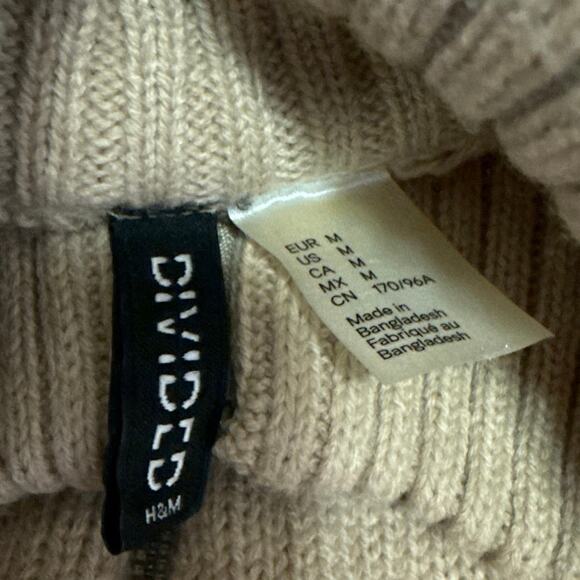 DIVIDED
H&M
EUR M
US M
CA M
MX M
CN 170/96A
Made in
Bangladesh
Fabriqué au
Bangladesh